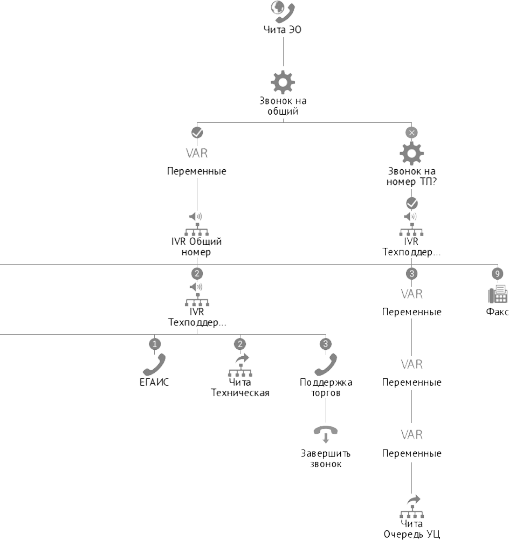 Чита ЭО
Звонок на
общий
VAR
Переменные
Звонок на
номер ТП?
IVR Общий
номер
IVR
Техподдер...
2
3
9
IVR
Техподдер...
VAR
Переменные
Факс
1
2
3
ЕГАИС
Чита
Техническая
Поддержка
торгов
VAR
Переменные
Завершить
звонок
VAR
Переменные
Чита
Очередь УЦ